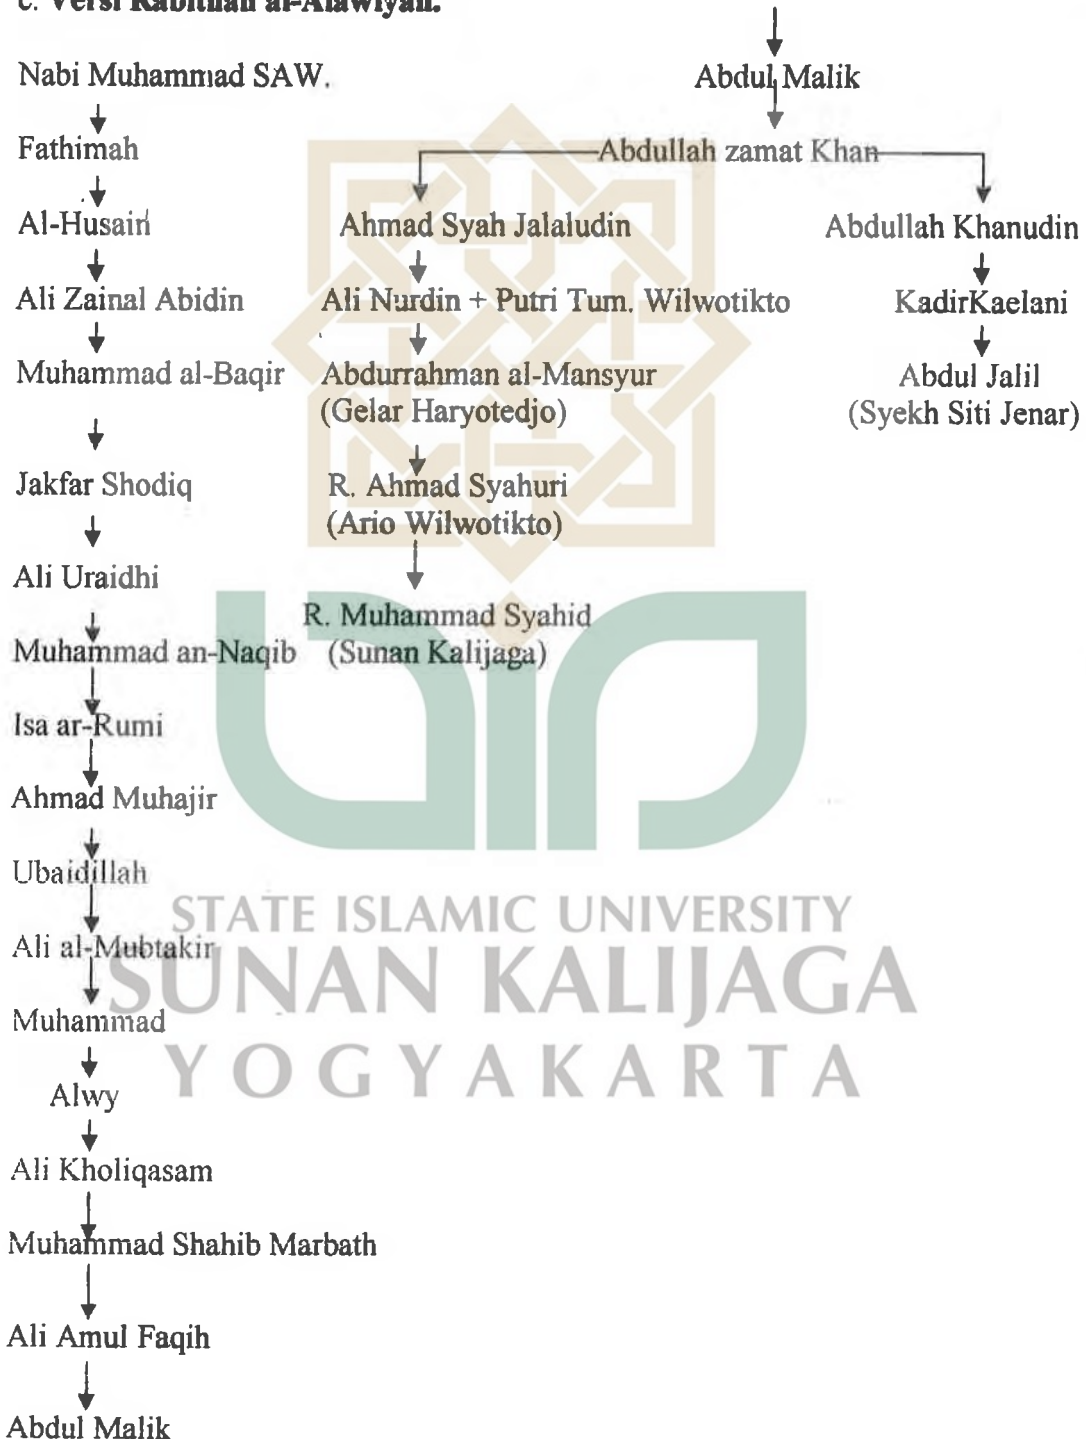 c. Versi Rabithah al-Alawiyah.
Nabi Muhammad SAW.
Fathimah
Al-Husain
Ali Zainal Abidin
Muhammad al-Baqir
Jakfar Shodiq
Ali Uraidhi
Muhammad an-Naqib
Isa ar-Rumi
Ahmad Muhajir
Ubaidillah
Ali al-Mubtakir
Muhammad
Alwy
Ali Kholiqasam
Muhammad Shahib Marbath
Ali Amul Faqih
Abdul Malik
Abdul Malik
Abdullah zamat Khan
Ahmad Syah Jalaludin
Ali Nurdin + Putri Tum. Wilwotikto
Abdurrahman al-Mansyur
(Gelar Haryotedjo)
R. Ahmad Syahuri
(Ario Wilwotikto)
R. Muhammad Syahid
(Sunan Kalijaga)
Abdullah Khanudin
KadirKaelani
Abdul Jalil
(Syekh Siti Jenar)
STATE ISLAMIC UNIVERSITY
SUNAN KALIJAGA
YOGYAKARTA